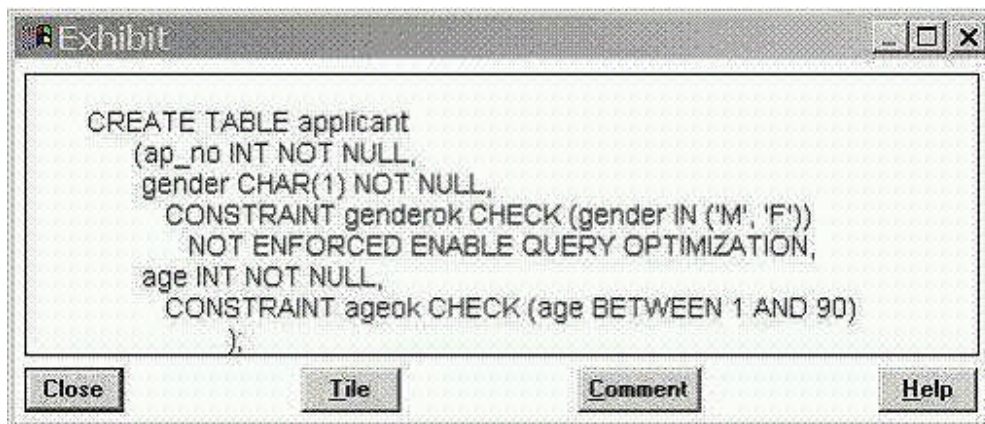 Exhibit
CREATE TABLE applicant
(ap_no INT NOT NULL,
gender CHAR(1) NOT NULL,
CONSTRAINT genderok CHECK (gender IN ('M', 'F'))
NOT ENFORCED ENABLE QUERY OPTIMIZATION,
age INT NOT NULL,
CONSTRAINT ageok CHECK (age BETWEEN 1 AND 90)
);
Close Tile Comment Help